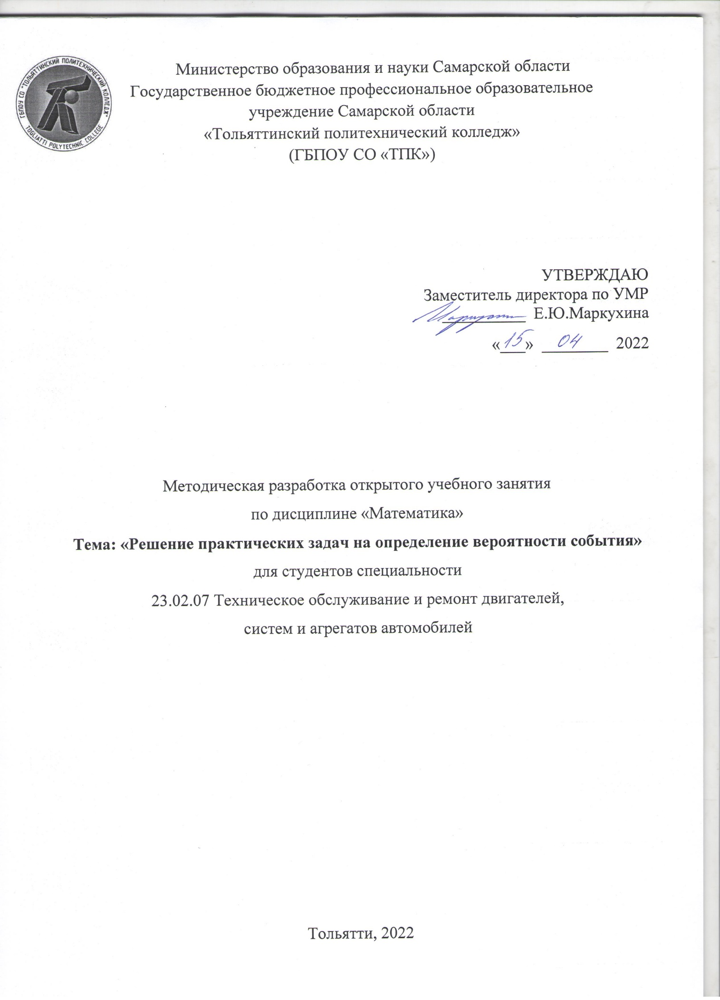 ГБПОУ СО "ТОЛЬЯТТИНСКИЙ ПОЛИТЕХНИЧЕСКИЙ КОЛЛЕДЖ"
TOGLIATTI POLYTECHNIC COLLEGE
Министерство образования и науки Самарской области
Государственное бюджетное профессиональное образовательное
учреждение Самарской области
«Тольяттинский политехнический колледж»
(ГБПОУ СО «ТПК»)
УТВЕРЖДАЮ
Заместитель директора по УМР
Е.Ю.Маркухина
«15» 04 2022
Методическая разработка открытого учебного занятия
по дисциплине «Математика»
Тема: «Решение практических задач на определение вероятности события»
для студентов специальности
23.02.07 Техническое обслуживание и ремонт двигателей,
систем и агрегатов автомобилей
Тольятти, 2022